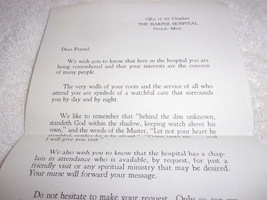 Office of the Chaplain
THE HARPER HOSPITAL
Detroit, Mich.
Dear Friend:
We wish you to know that here in the hospital you are
being remembered and that your interests are the concern
of many people.
The very walls of your room and the service of all who
attend you are symbols of a watchful care that surrounds
you by day and by night.
We like to remember that "behind the dim unknown,
standeth God within the shadow, keeping watch above his
own," and the words of the Master, "Let not your heart be
will give you rest."
We also wish you to know that the hospital has a chap-
lain in attendance who is available, by request, for just a
friendly visit or any spiritual ministry that may be desired.
Your nurse will forward your message.
Do not hesitate to make your request. Only so can we